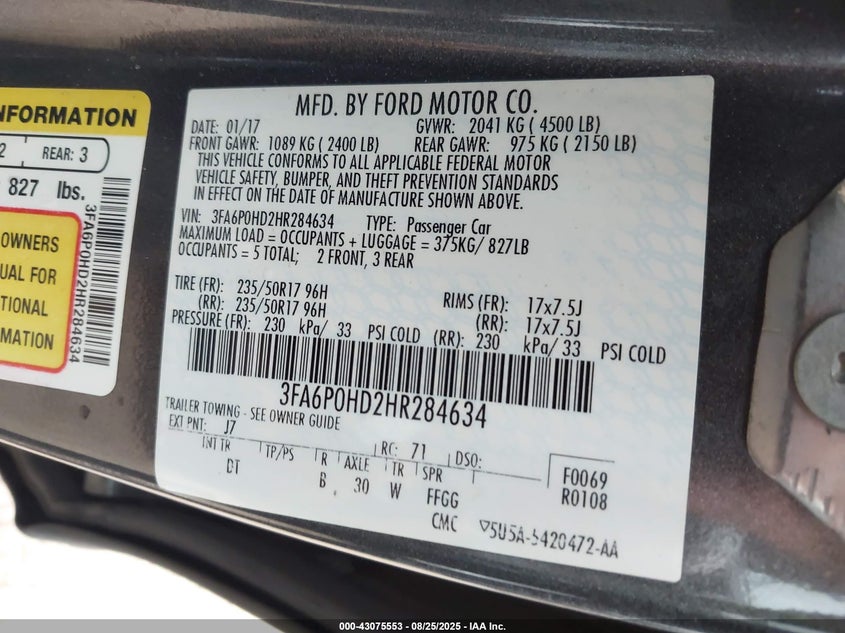 NFORMATION
2
REAR: 3
827 lbs.
OWNERS
UAL FOR
TIONAL
MATION
3FA6P0HD2HR284634
MFD. BY FORD MOTOR CO.
DATE: 01/17 GVWR: 2041 KG ( 4500 LB)
FRONT GAWR: 1089 KG ( 2400 LB) REAR GAWR: 975 KG ( 2150 LB)
THIS VEHICLE CONFORMS TO ALL APPLICABLE FEDERAL MOTOR
VEHICLE SAFETY, BUMPER, AND THEFT PREVENTION STANDARDS
IN EFFECT ON THE DATE OF MANUFACTURE SHOWN ABOVE.
VIN: 3FA6P0HD2HR284634 TYPE: Passenger Car
MAXIMUM LOAD = OCCUPANTS + LUGGAGE = 375KG/ 827LB
OCCUPANTS = 5 TOTAL; 2 FRONT, 3 REAR
TIRE (FR): 235/50R17 96H RIMS (FR): 17x7.5J
(RR): 235/50R17 96H (RR): 17x7.5J
PRESSURE (FR): 230 kPa/ 33 PSI COLD (RR): 230 kPa/ 33 PSI COLD
3FA6P0HD2HR284634
TRAILER TOWING - SEE OWNER GUIDE
EXT PNT: J7 RC: 71 DSO:
INT TR TP/PS R AXLE TR SPR
DT B 30 W FFGG
F0069
R0108
CMC
5U5A-5420472-AA
000-43075553 - 08/25/2025 - IAA Inc.